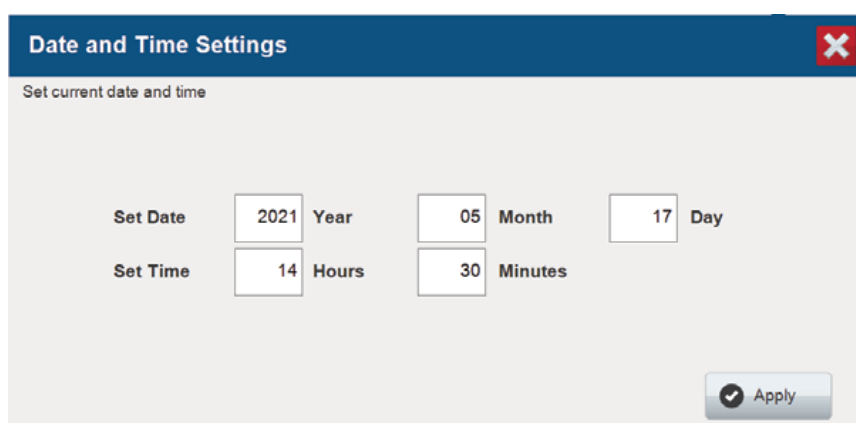 Date and Time Settings
Set current date and time
Set Date 2021 Year 05 Month 17 Day
Set Time 14 Hours 30 Minutes
Apply